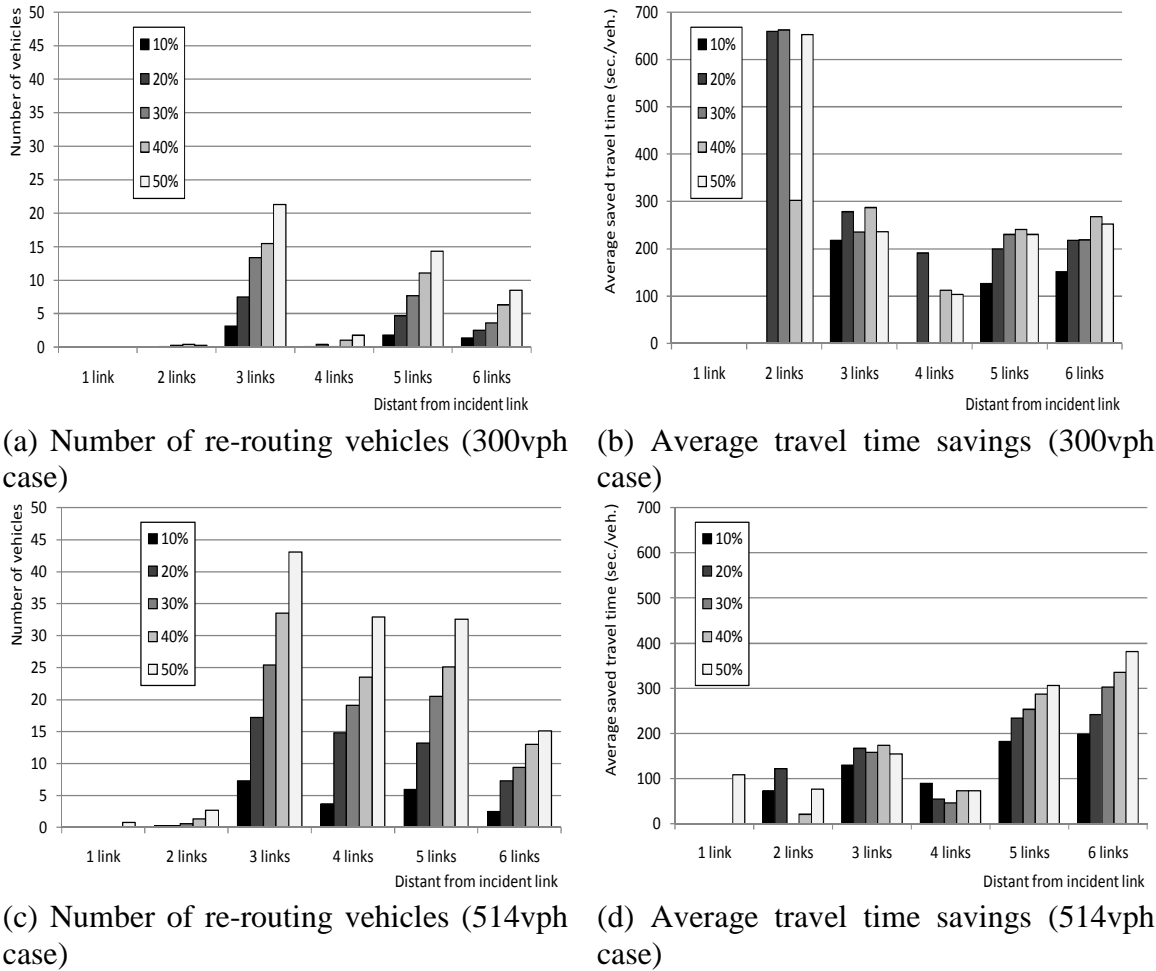 Number of vehicles
50
45
40
35
30
25
20
15
10
5
0
10%
20%
30%
40%
50%
1 link 2 links 3 links 4 links 5 links 6 links
Distant from incident link
Average saved travel time (sec./veh.)
700
600
500
400
300
200
100
0
10%
20%
30%
40%
50%
1 link 2 links 3 links 4 links 5 links 6 links
Distant from incident link
(a) Number of re-routing vehicles (300vph
case)
(b) Average travel time savings (300vph
case)
Number of vehicles
50
45
40
35
30
25
20
15
10
5
0
10%
20%
30%
40%
50%
1 link 2 links 3 links 4 links 5 links 6 links
Distant from incident link
Average saved travel time (sec./veh.)
700
600
500
400
300
200
100
0
10%
20%
30%
40%
50%
1 link 2 links 3 links 4 links 5 links 6 links
Distant from incident link
(c) Number of re-routing vehicles (514vph
case)
(d) Average travel time savings (514vph
case)